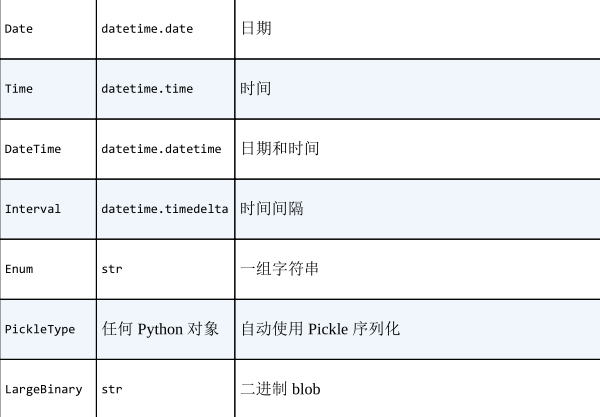 Date datetime.date 日期
Time datetime.time 时间
DateTime datetime.datetime 日期和时间
Interval datetime.timedelta 时间间隔
Enum str 一组字符串
PickleType 任何 Python 对象 自动使用 Pickle 序列化
LargeBinary str 二进制 blob